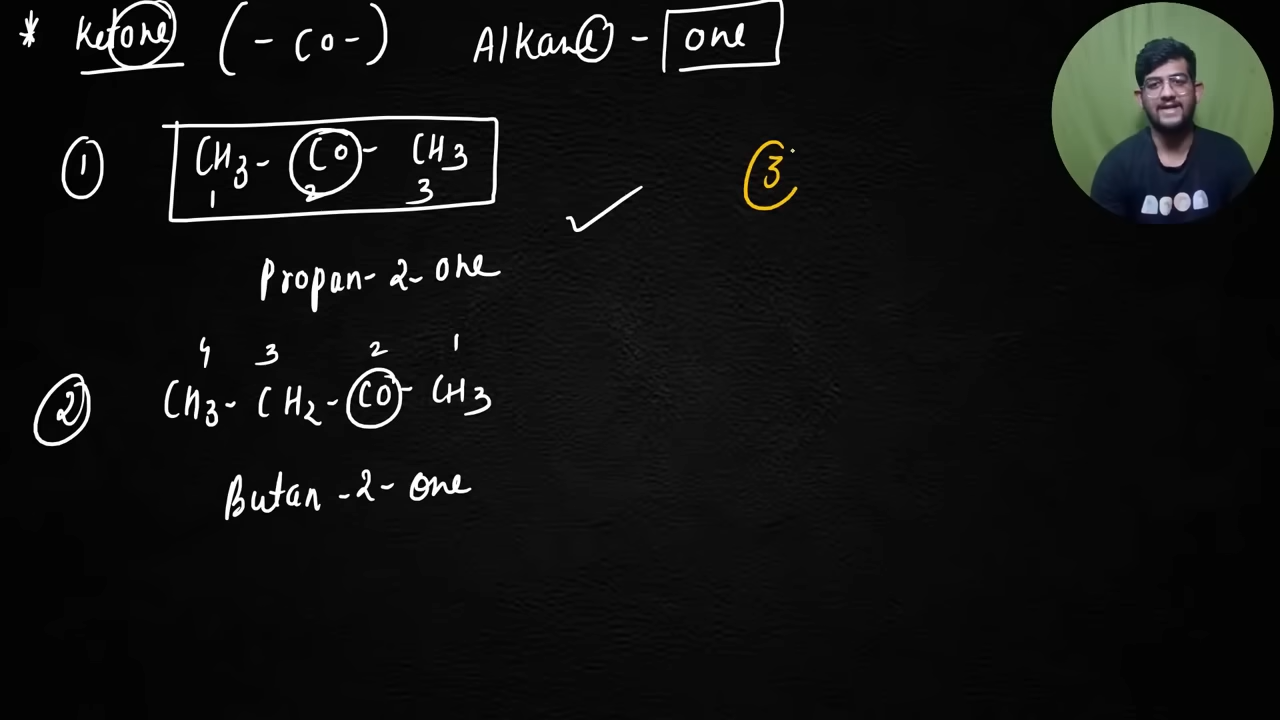 * Ketone (- CO -) Alkane - one
① CH3 - CO - CH3
1 2 3
Propan-2-one
4 3 2 1
② CH3 - CH2 - CO - CH3
Butan-2-one
③